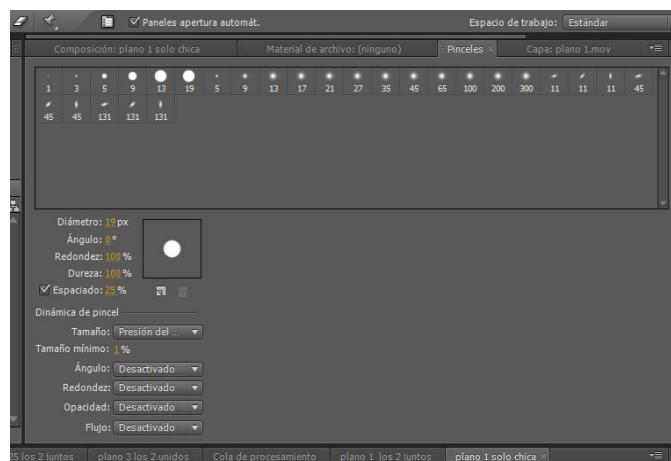 Paneles apertura automát. Espacio de trabajo: Estándar
Composición: plano 1 solo chica Material de archivo: (ninguno) Pinceles × Capa: plano 1.mov
1 3 5 9 13 19 5 9 13 17 21 27 35 45 65 100 200 300 11 11 11 45
45 45 131 131 131
Diámetro: 19 px
Ángulo: 0 °
Redondez: 100 %
Dureza: 100 %
Espaciado: 25 %
Dinámica de pincel
Tamaño: Presión del ...
Tamaño mínimo: 1 %
Ángulo: Desactivado
Redondez: Desactivado
Opacidad: Desactivado
Flujo: Desactivado
25 los 2 juntos plano 3 los 2 unidos Cola de procesamiento plano 1 los 2 juntos plano 1 solo chica ×